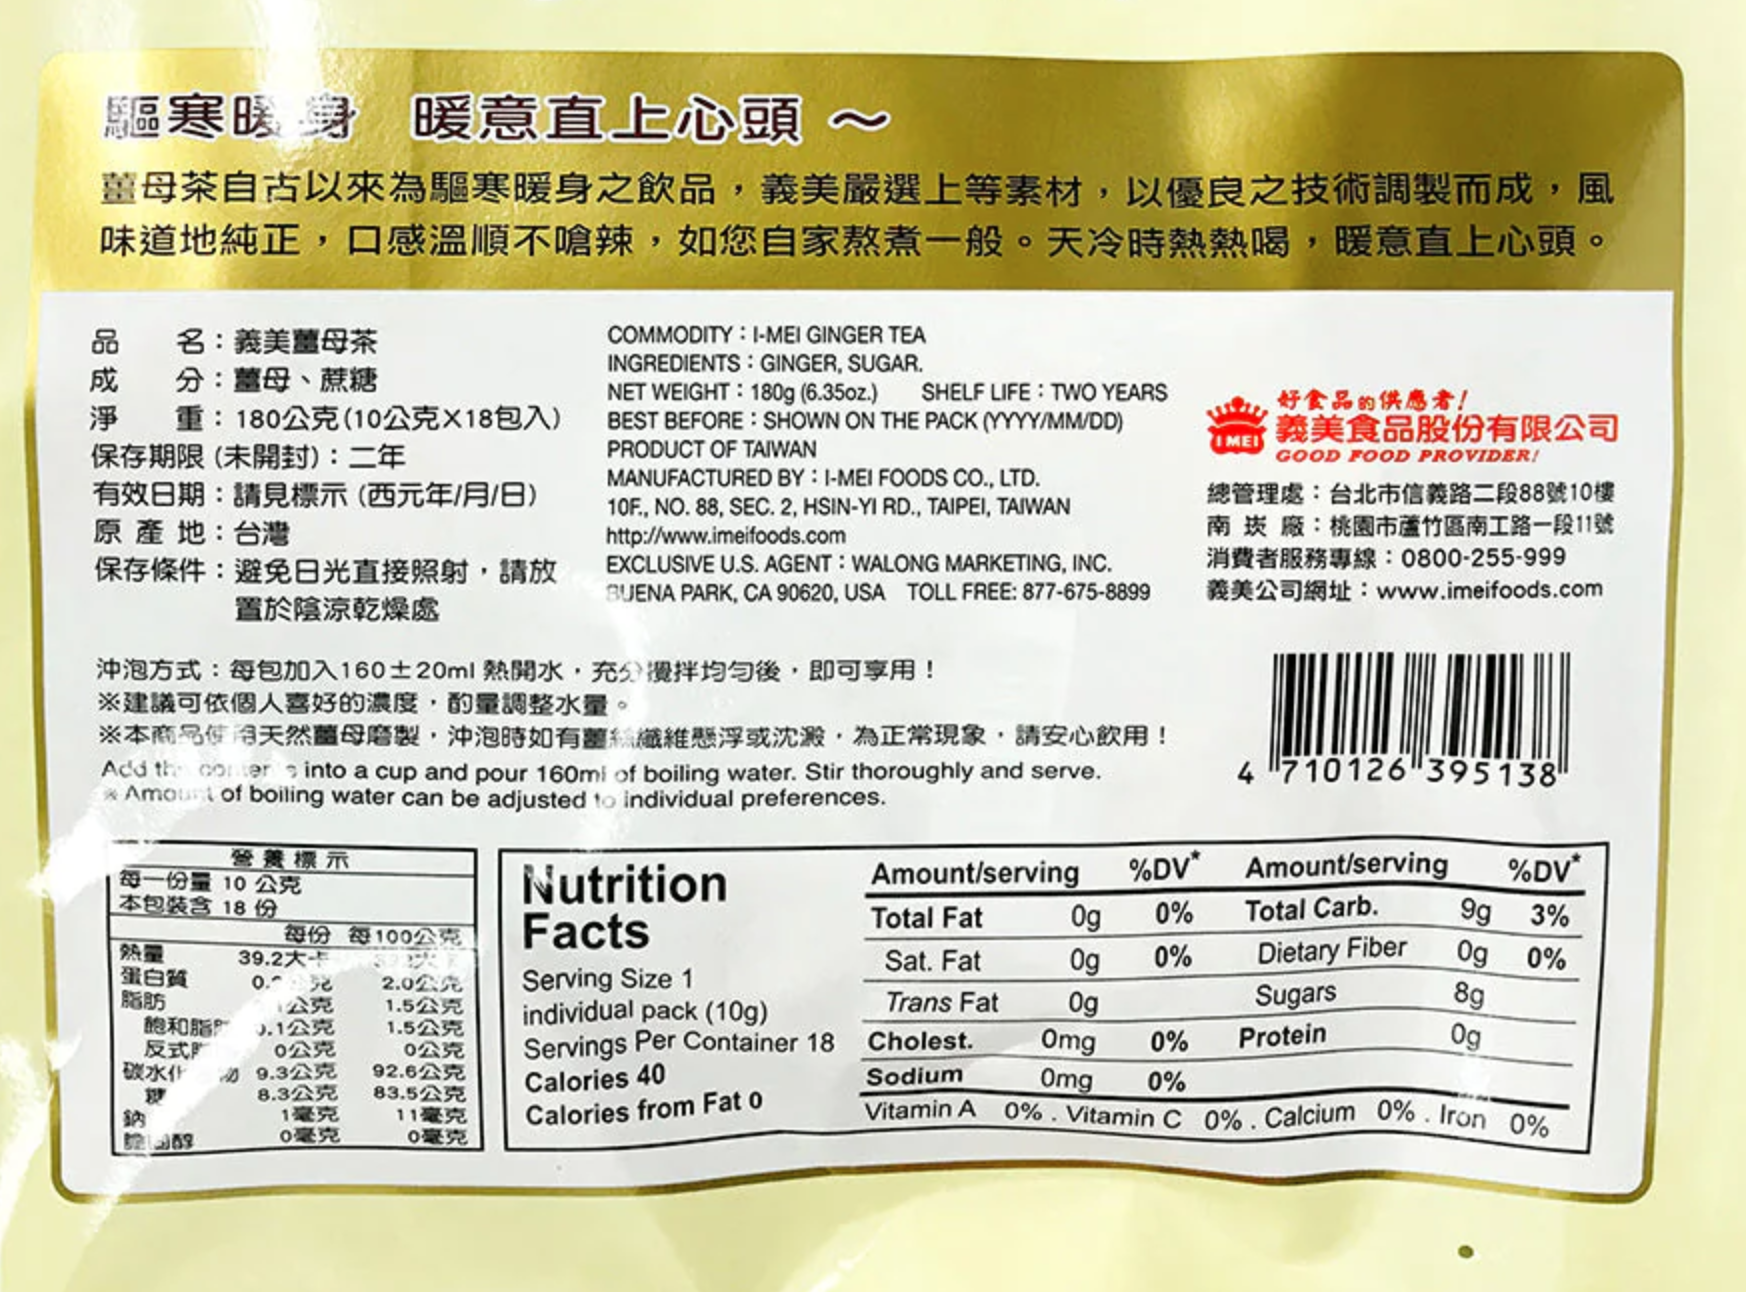 驅寒暖身 暖意直上心頭～
薑母茶自古以來為驅寒暖身之飲品，義美嚴選上等素材，以優良之技術調製而成，風
味道地純正，口感溫順不嗆辣，如您自家熬煮一般。天冷時熱熱喝，暖意直上心頭。
品　　名：義美薑母茶
成　　分：薑母、蔗糖
淨　　重：180公克(10公克X18包入)
保存期限(未開封)：二年
有效日期：請見標示(西元年/月/日)
原 產 地：台灣
保存條件：避免日光直接照射，請放
置於陰涼乾燥處
COMMODITY：I-MEI GINGER TEA
INGREDIENTS：GINGER, SUGAR.
NET WEIGHT：180g (6.35oz.) SHELF LIFE：TWO YEARS
BEST BEFORE：SHOWN ON THE PACK (YYYY/MM/DD)
PRODUCT OF TAIWAN
MANUFACTURED BY：I-MEI FOODS CO., LTD.
10F., NO. 88, SEC. 2, HSIN-YI RD., TAIPEI, TAIWAN
http://www.imeifoods.com
EXCLUSIVE U.S. AGENT：WALONG MARKETING, INC.
BUENA PARK, CA 90620, USA TOLL FREE: 877-675-8899
好食品的供應者!
I MEI 義美食品股份有限公司
GOOD FOOD PROVIDER!
總管理處：台北市信義路二段88號10樓
南 崁 廠：桃園市蘆竹區南工路一段11號
消費者服務專線：0800-255-999
義美公司網址：www.imeifoods.com
沖泡方式：每包加入160±20ml 熱開水，充分攪拌均勻後，即可享用！
※建議可依個人喜好的濃度，酌量調整水量。
※本商品使用天然薑母磨製，沖泡時如有薑絲纖維懸浮或沈澱，為正常現象，請安心飲用！
Add the contents into a cup and pour 160ml of boiling water. Stir thoroughly and serve.
※Amount of boiling water can be adjusted to individual preferences.
4 710126 395138
營養標示
每一份量 10 公克
本包裝含 18 份
每份 每100公克
熱量 39.2大卡
蛋白質 2.0公克
脂肪 1.5公克
飽和脂肪 0.1公克 1.5公克
反式脂 0公克 0公克
碳水化合物 9.3公克 92.6公克
糖 8.3公克 83.5公克
鈉 1毫克 11毫克
膽固醇 0毫克 0毫克
Nutrition
Facts
Serving Size 1
individual pack (10g)
Servings Per Container 18
Calories 40
Calories from Fat 0
Amount/serving %DV* Amount/serving %DV*
Total Fat 0g 0% Total Carb. 9g 3%
Sat. Fat 0g 0% Dietary Fiber 0g 0%
Trans Fat 0g Sugars 8g
Cholest. 0mg 0% Protein 0g
Sodium 0mg 0%
Vitamin A 0% . Vitamin C 0% . Calcium 0% . Iron 0%